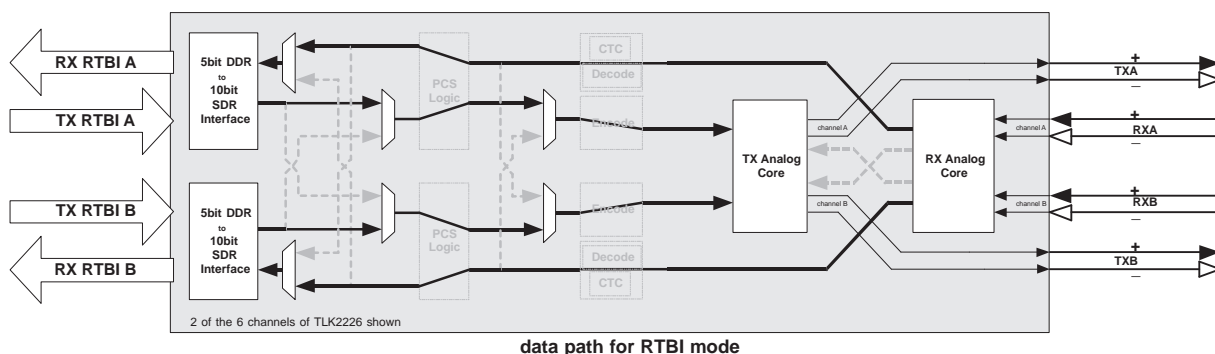 RX RTBI A
5bit DDR
to
10bit
SDR
Interface
PCS
Logic
CTC
Decode
+
TXA
–
TX RTBI A
Encode
TX Analog
Core
channel A
RX Analog
Core
channel A
+
RXA
–
TX RTBI B
5bit DDR
to
10bit
SDR
Interface
PCS
Logic
Encode
channel B
channel B
+
RXB
–
RX RTBI B
Decode
CTC
+
TXB
–
2 of the 6 channels of TLK2226 shown
data path for RTBI mode